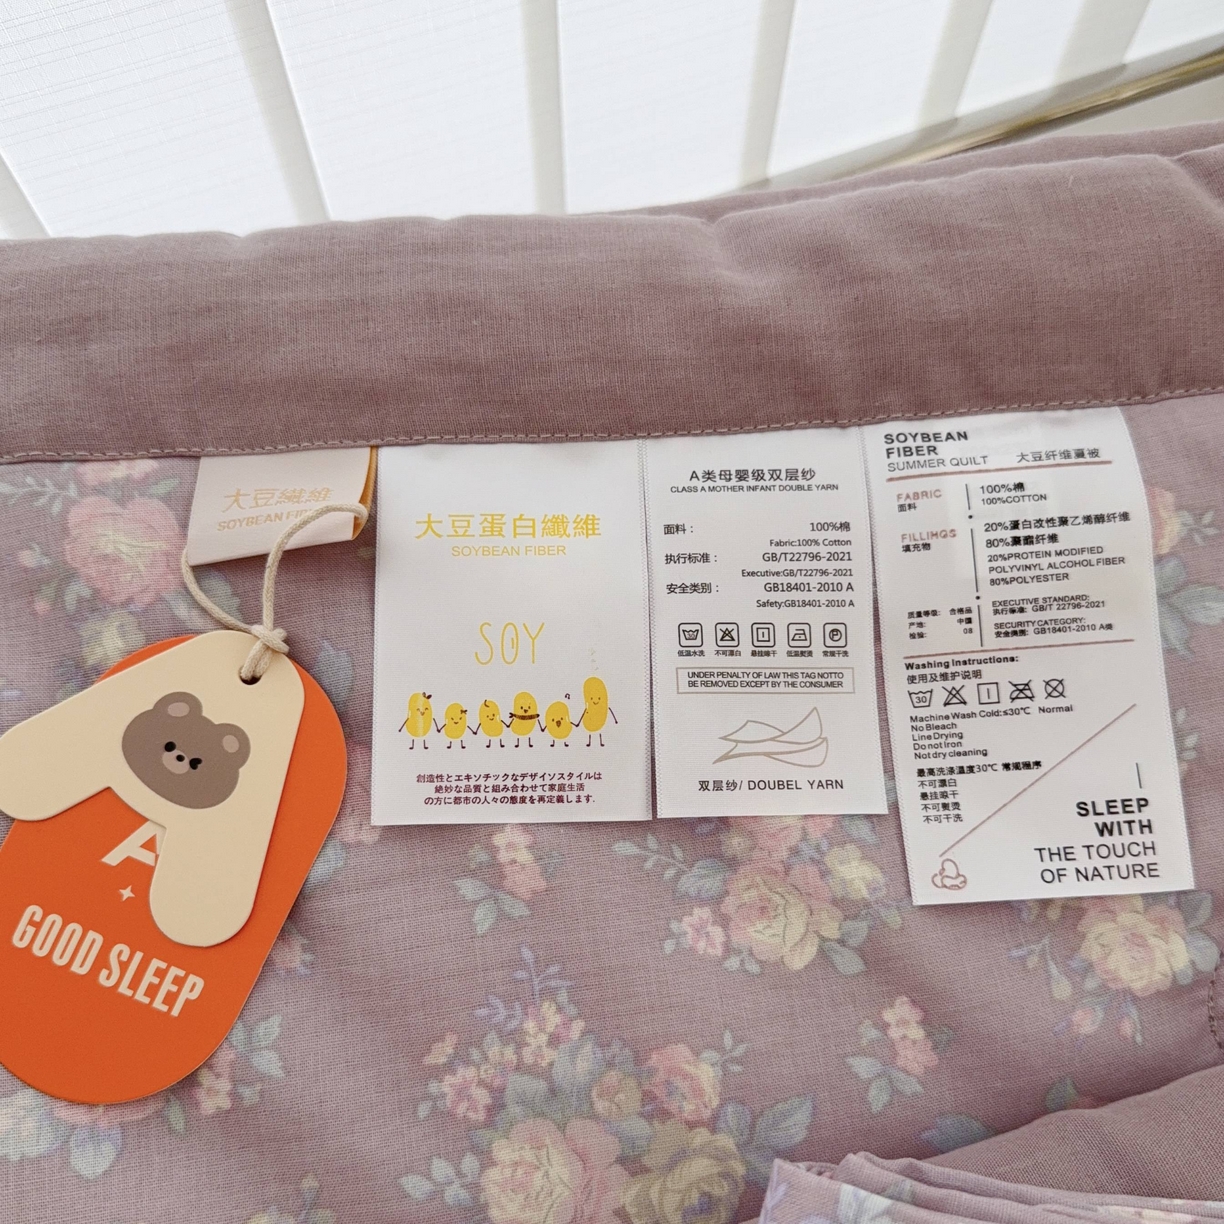 大豆纖維
SOYBEAN FIBER
A
GOOD SLEEP
大豆蛋白纖維
SOYBEAN FIBER
SOY
創造性とエキソチックなデザイソスタイルは
絶妙な品質と組み合わせて家庭生活
の方に都市の人々の態度を再定義します.
A类母婴级双层纱
CLASS A MOTHER INFANT DOUBLE YARN
面料： 100%棉
Fabric:100% Cotton
执行标准： GB/T22796-2021
Executive:GB/T22796-2021
安全类别： GB18401-2010 A
Safety:GB18401-2010 A
低温水洗 不可漂白 悬挂晾干 低温熨烫 常规干洗
UNDER PENALTY OF LAW THIS TAG NOTTO
BE REMOVED EXCEPT BY THE CONSUMER
双层纱/ DOUBEL YARN
SOYBEAN
FIBER
SUMMER QUILT 大豆纤维夏被
FABRIC 100%棉
面料 100%COTTON
FILLINGS 20%蛋白改性聚乙烯醇纤维
填充物 80%聚酯纤维
20%PROTEIN MODIFIED
POLYVINYL ALCOHOL FIBER
80%POLYESTER
质量等级: 合格品
产地: 中国
检验: 08
EXECUTIVE STANDARD:
执行标准: GB/T 22796-2021
SECURITY CATEGORY:
安全类别: GB18401-2010 A类
Washing Instructions:
使用及维护说明
30
Machine Wash Cold:≤30℃ Normal
No Bleach
Line Drying
Do not Iron
Not dry cleaning
最高洗涤温度30℃ 常规程序
不可漂白
悬挂晾干
不可熨烫
不可干洗
SLEEP
WITH
THE TOUCH
OF NATURE